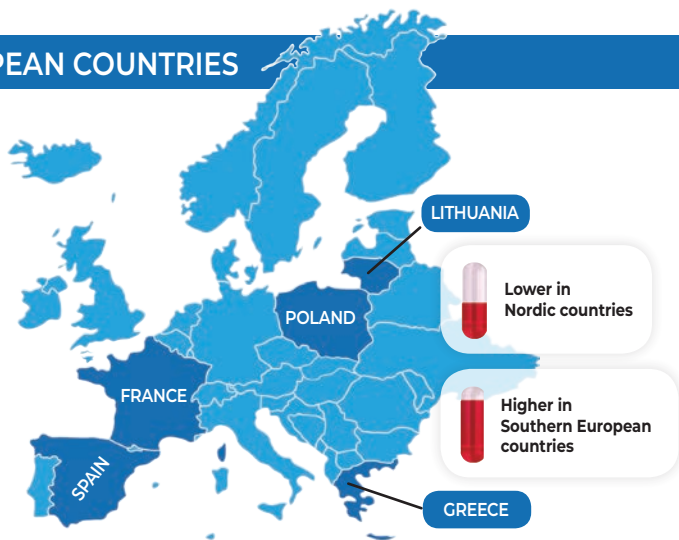 PEAN COUNTRIES
LITHUANIA
Lower in
Nordic countries
POLAND
FRANCE
Higher in
Southern European
countries
SPAIN
GREECE